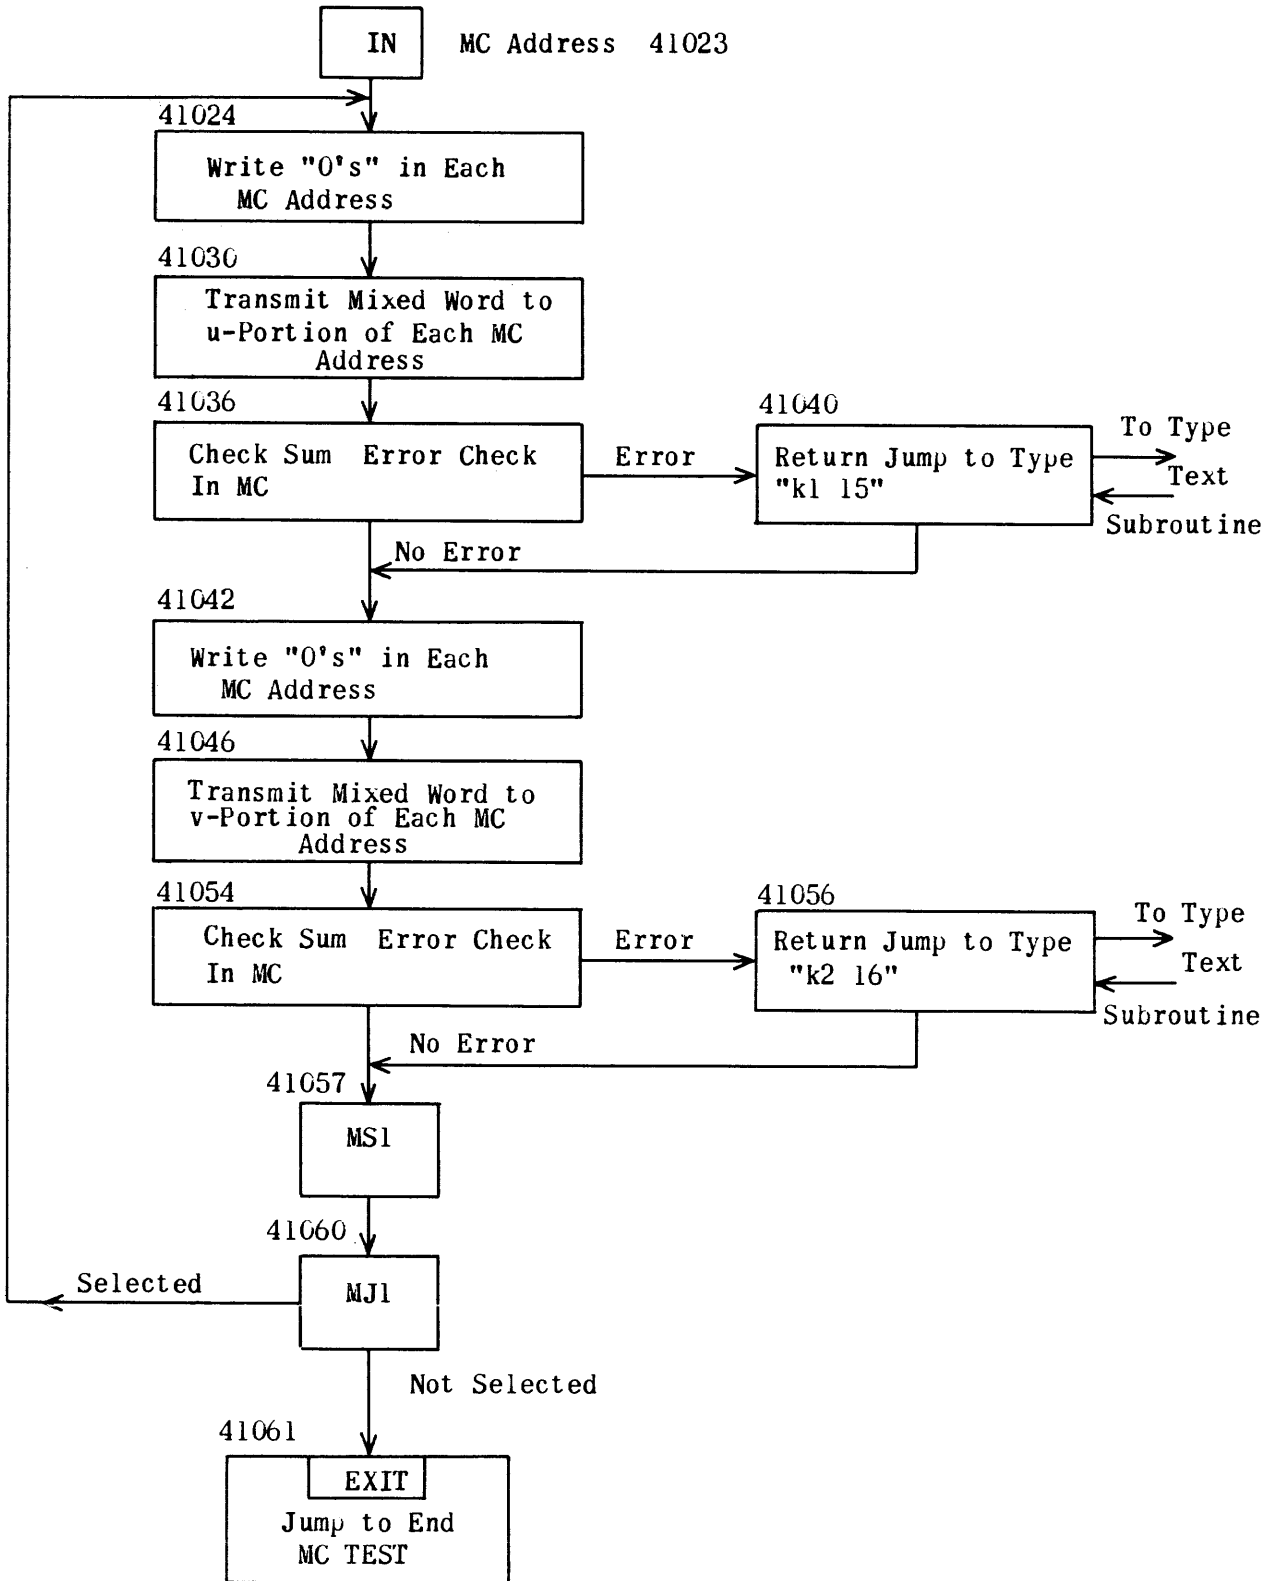 IN MC Address 41023
41024
Write "0's" in Each
MC Address
41030
Transmit Mixed Word to
u-Portion of Each MC
Address
41036
Check Sum Error Check
In MC
Error
41040
Return Jump to Type
"k1 15"
To Type
Text
Subroutine
No Error
41042
Write "0's" in Each
MC Address
41046
Transmit Mixed Word to
v-Portion of Each MC
Address
41054
Check Sum Error Check
In MC
Error
41056
Return Jump to Type
"k2 16"
To Type
Text
Subroutine
No Error
41057
MS1
41060
MJ1
Selected
Not Selected
41061
EXIT
Jump to End
MC TEST